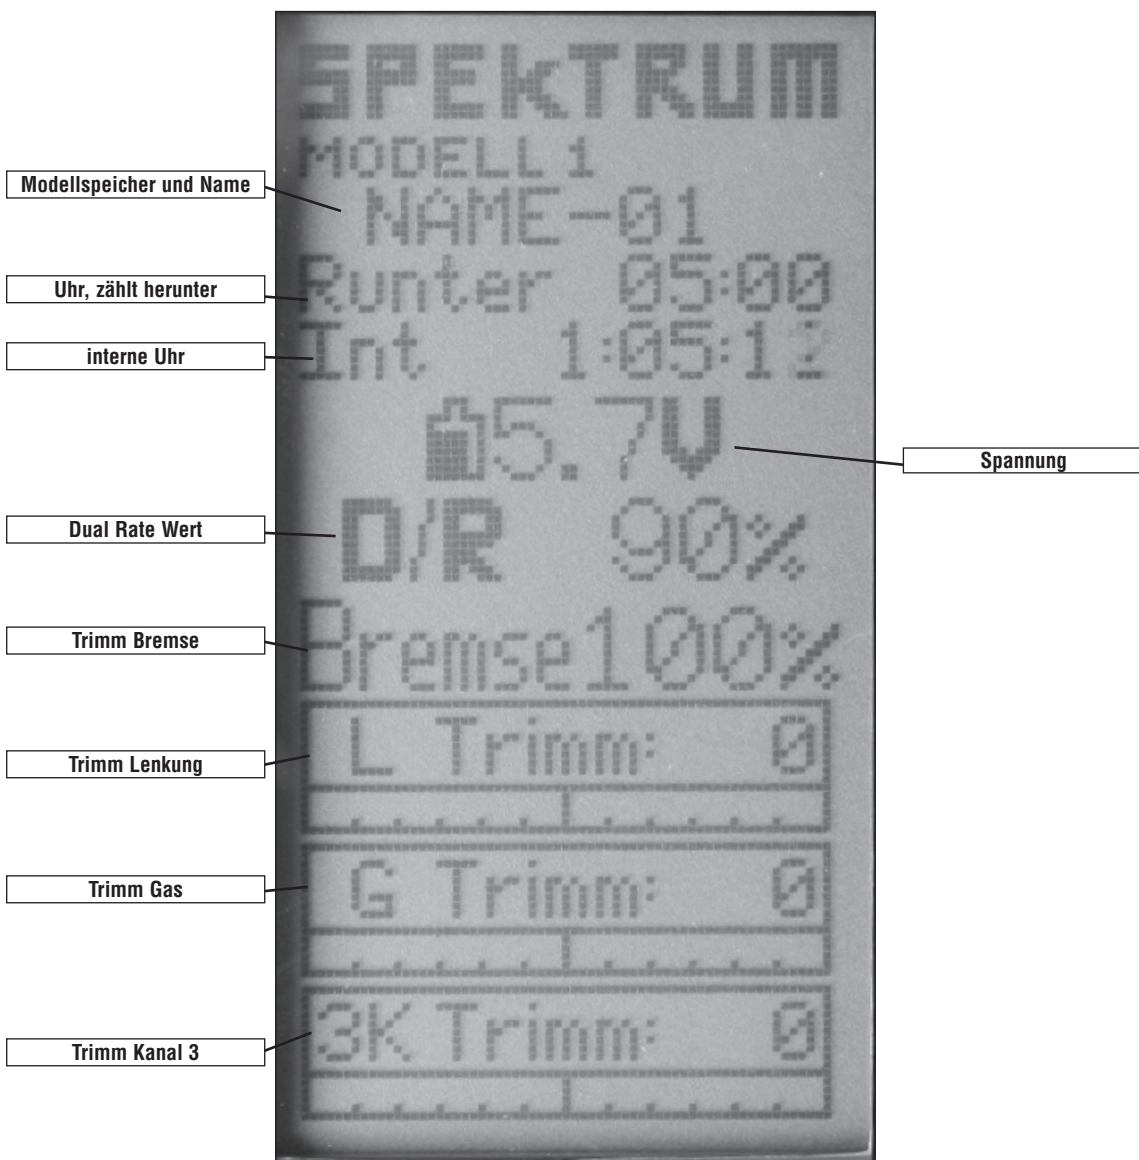 SPEKTRUM
MODELL 1
NAME-01
Runter 05:00
Int 1:05:12
5.7V
D/R 90%
Bremse100%
L Trimm: 0
G Trimm: 0
3K Trimm: 0
Modellspeicher und Name
Uhr, zählt herunter
interne Uhr
Dual Rate Wert
Trimm Bremse
Trimm Lenkung
Trimm Gas
Trimm Kanal 3
Spannung